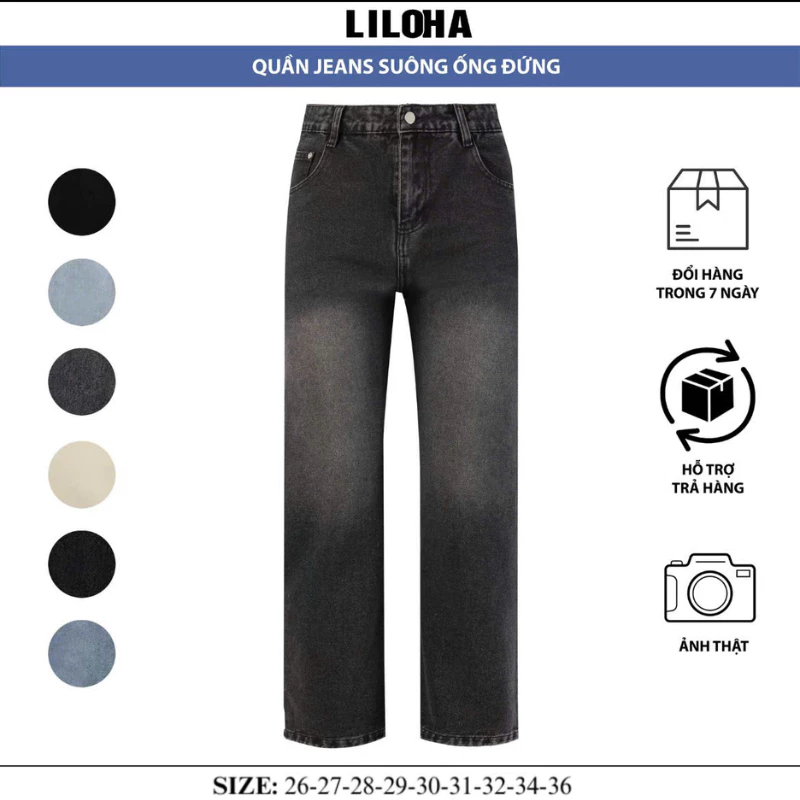 LILOHA
QUẦN JEANS SUÔNG ỐNG ĐỨNG
ĐỔI HÀNG
TRONG 7 NGÀY
HỖ TRỢ
TRẢ HÀNG
ẢNH THẬT
SIZE: 26-27-28-29-30-31-32-34-36